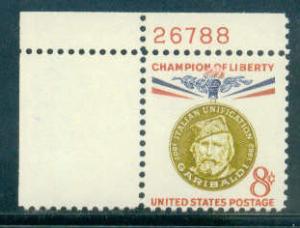 26788
CHAMPION OF LIBERTY
ITALIAN UNIFICATION
1807 1882
GARIBALDI
8¢
UNITED STATES POSTAGE